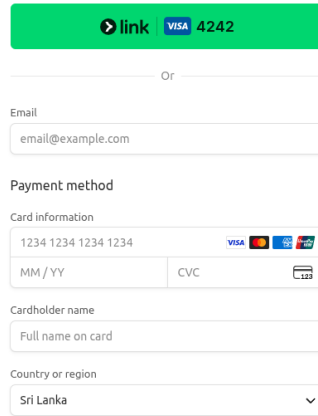 link VISA 4242
Or
Email
email@example.com
Payment method
Card information
1234 1234 1234 1234 VISA
MM / YY CVC 123
Cardholder name
Full name on card
Country or region
Sri Lanka